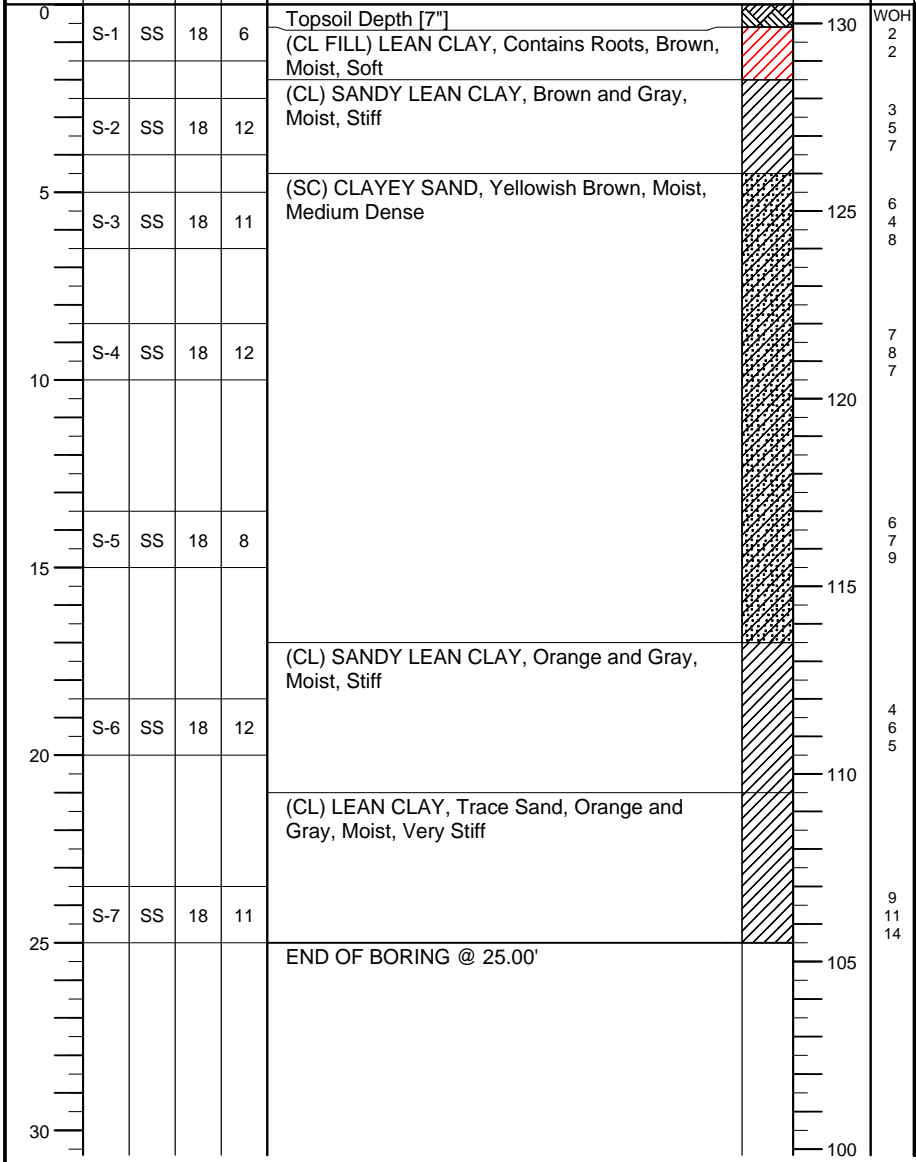 0
S-1 SS 18 6
Topsoil Depth [7"]
130
WOH
2
2
(CL FILL) LEAN CLAY, Contains Roots, Brown,
Moist, Soft
(CL) SANDY LEAN CLAY, Brown and Gray,
Moist, Stiff
S-2 SS 18 12
3
5
7
5
(SC) CLAYEY SAND, Yellowish Brown, Moist,
Medium Dense
S-3 SS 18 11
125
6
4
8
S-4 SS 18 12
7
8
7
10
120
S-5 SS 18 8
6
7
9
15
115
(CL) SANDY LEAN CLAY, Orange and Gray,
Moist, Stiff
S-6 SS 18 12
4
6
5
20
110
(CL) LEAN CLAY, Trace Sand, Orange and
Gray, Moist, Very Stiff
S-7 SS 18 11
9
11
14
25
END OF BORING @ 25.00'
105
30
100